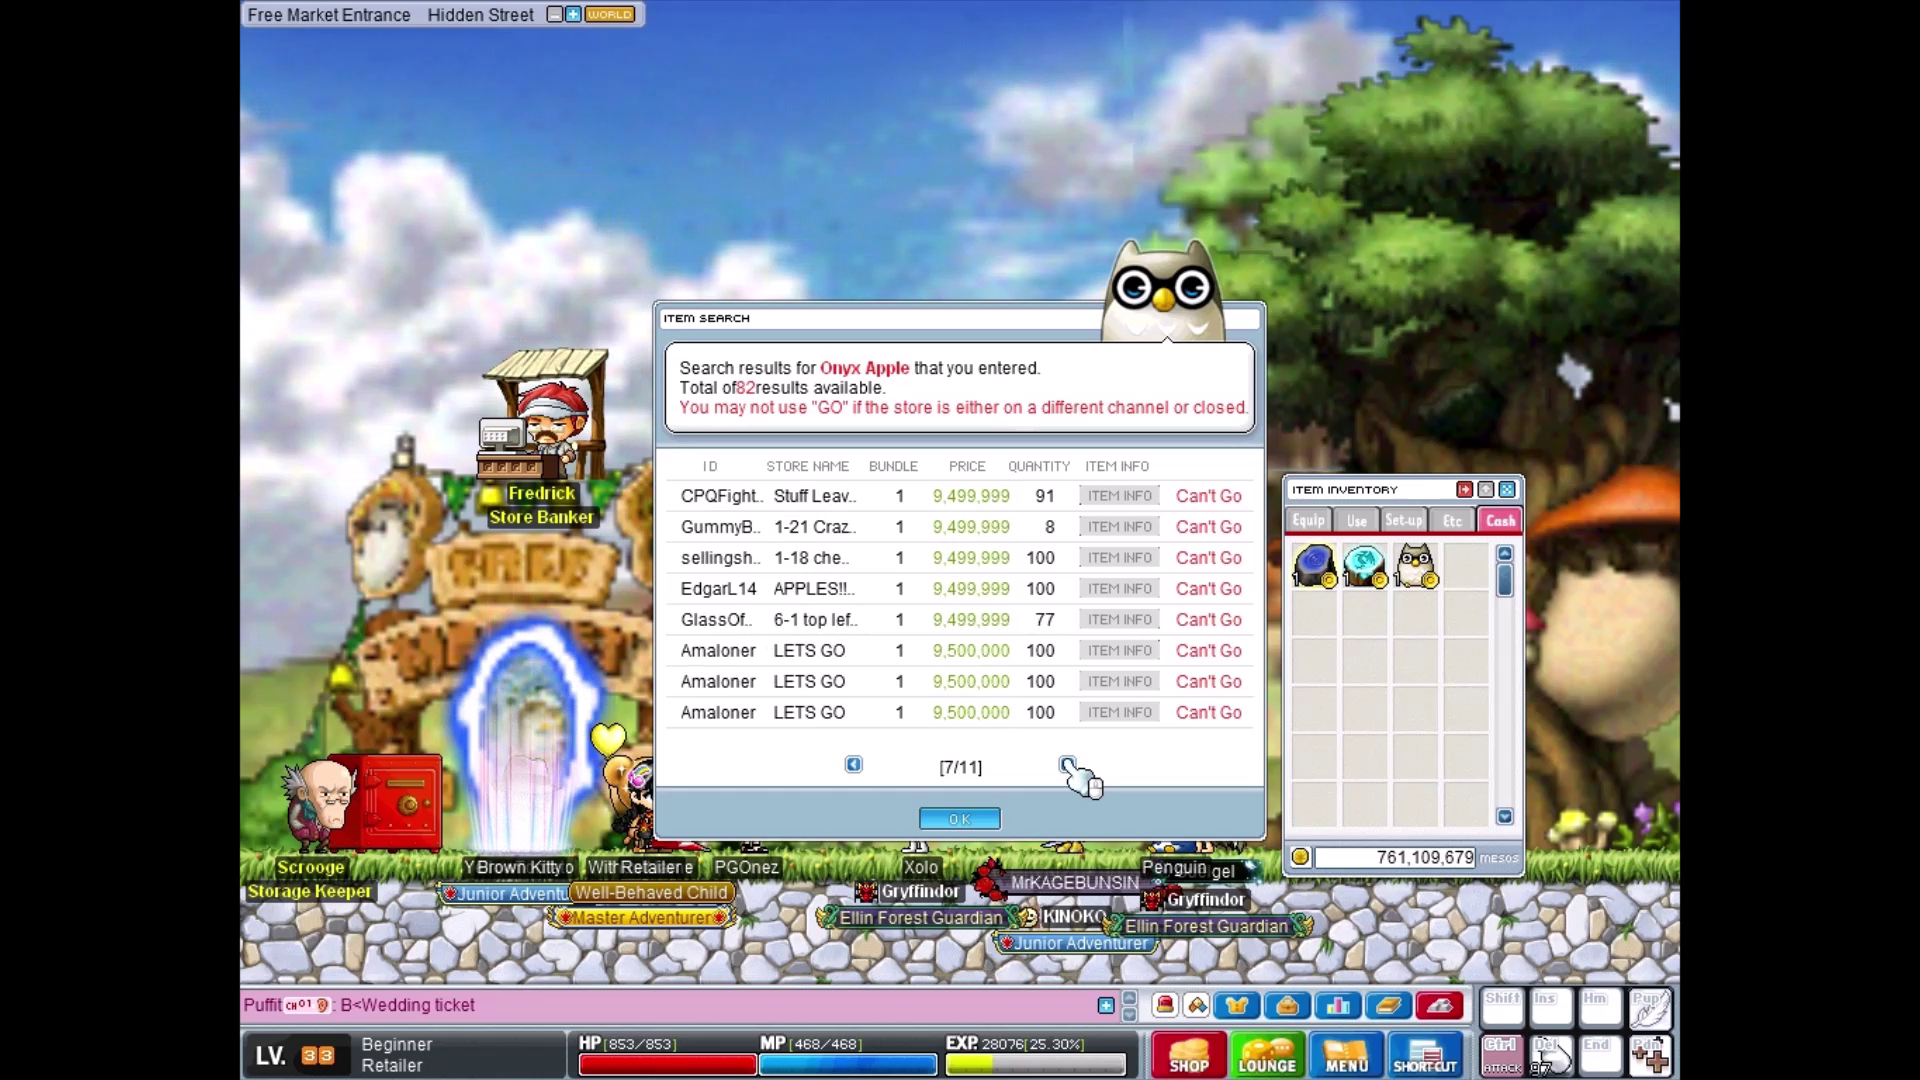 Free Market Entrance Hidden Street WORLD
ITEM SEARCH
Search results for Onyx Apple that you entered.
Total of82results available.
You may not use "GO" if the store is either on a different channel or closed.
ID STORE NAME BUNDLE PRICE QUANTITY ITEM INFO
CPQFight.. Stuff Leav.. 1 9,499,999 91 ITEM INFO Can't Go
GummyB.. 1-21 Craz.. 1 9,499,999 8 ITEM INFO Can't Go
sellingsh.. 1-18 che.. 1 9,499,999 100 ITEM INFO Can't Go
EdgarL14 APPLES!!.. 1 9,499,999 100 ITEM INFO Can't Go
GlassOf.. 6-1 top lef.. 1 9,499,999 77 ITEM INFO Can't Go
Amaloner LETS GO 1 9,500,000 100 ITEM INFO Can't Go
Amaloner LETS GO 1 9,500,000 100 ITEM INFO Can't Go
Amaloner LETS GO 1 9,500,000 100 ITEM INFO Can't Go
[7/11]
OK
Fredrick
Store Banker
FREE
ITEM INVENTORY
Equip Use Set-up Etc Cash
1 1 1
761,109,679 MESOS
Scrooge
Storage Keeper
Retailer PGOnez Xolo Penguin
Junior Adventu Well-Behaved Child Gryffindor MrKAGEBUNSIN Gryffindor
Master Adventurer Ellin Forest Guardian KINOKO Ellin Forest Guardian
Junior Adventurer
Puffit CH01 : B<Wedding ticket
LV. 33 Beginner
Retailer
HP[853/853] MP[468/468] EXP. 28076[25.30%]
SHOP LOUNGE MENU SHORTCUT
Shift Ins Hm Pup
Ctrl Del End Pdn
ATTACK 97